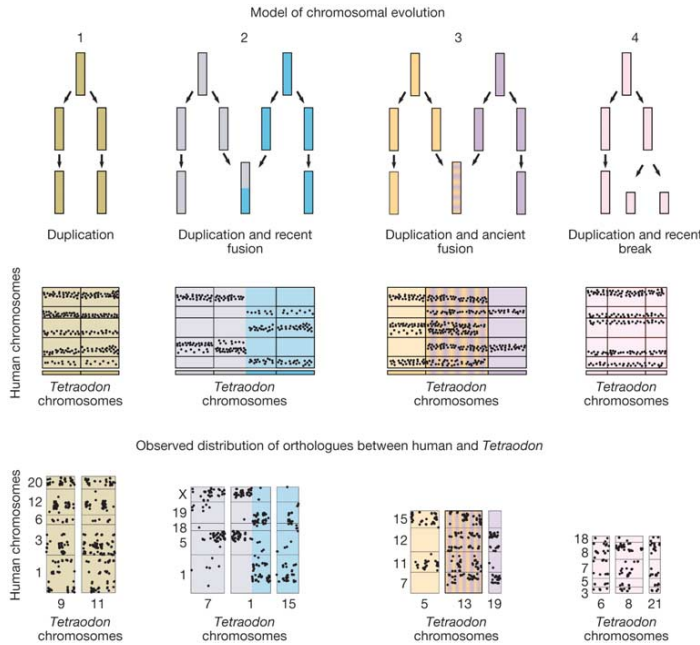 Model of chromosomal evolution
1 2 3 4
Duplication
Duplication and recent
fusion
Duplication and ancient
fusion
Duplication and recent
break
Human chromosomes
Tetraodon
chromosomes
Tetraodon
chromosomes
Tetraodon
chromosomes
Tetraodon
chromosomes
Observed distribution of orthologues between human and Tetraodon
Human chromosomes
20
12
6
3
1
9 11
Tetraodon
chromosomes
X
19
18
5
1
7 1 15
Tetraodon
chromosomes
15
12
11
7
5 13 19
Tetraodon
chromosomes
18
8
7
5
3
6 8 21
Tetraodon
chromosomes